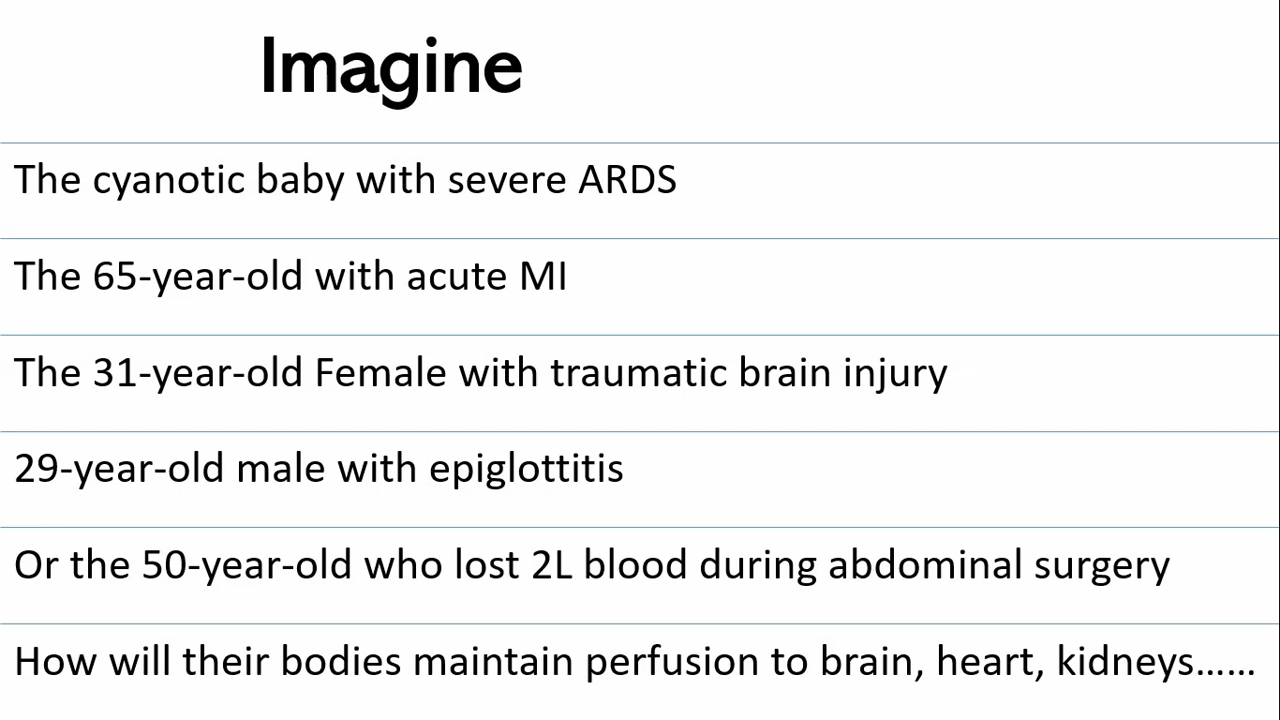 Imagine
The cyanotic baby with severe ARDS
The 65-year-old with acute MI
The 31-year-old Female with traumatic brain injury
29-year-old male with epiglottitis
Or the 50-year-old who lost 2L blood during abdominal surgery
How will their bodies maintain perfusion to brain, heart, kidneys……